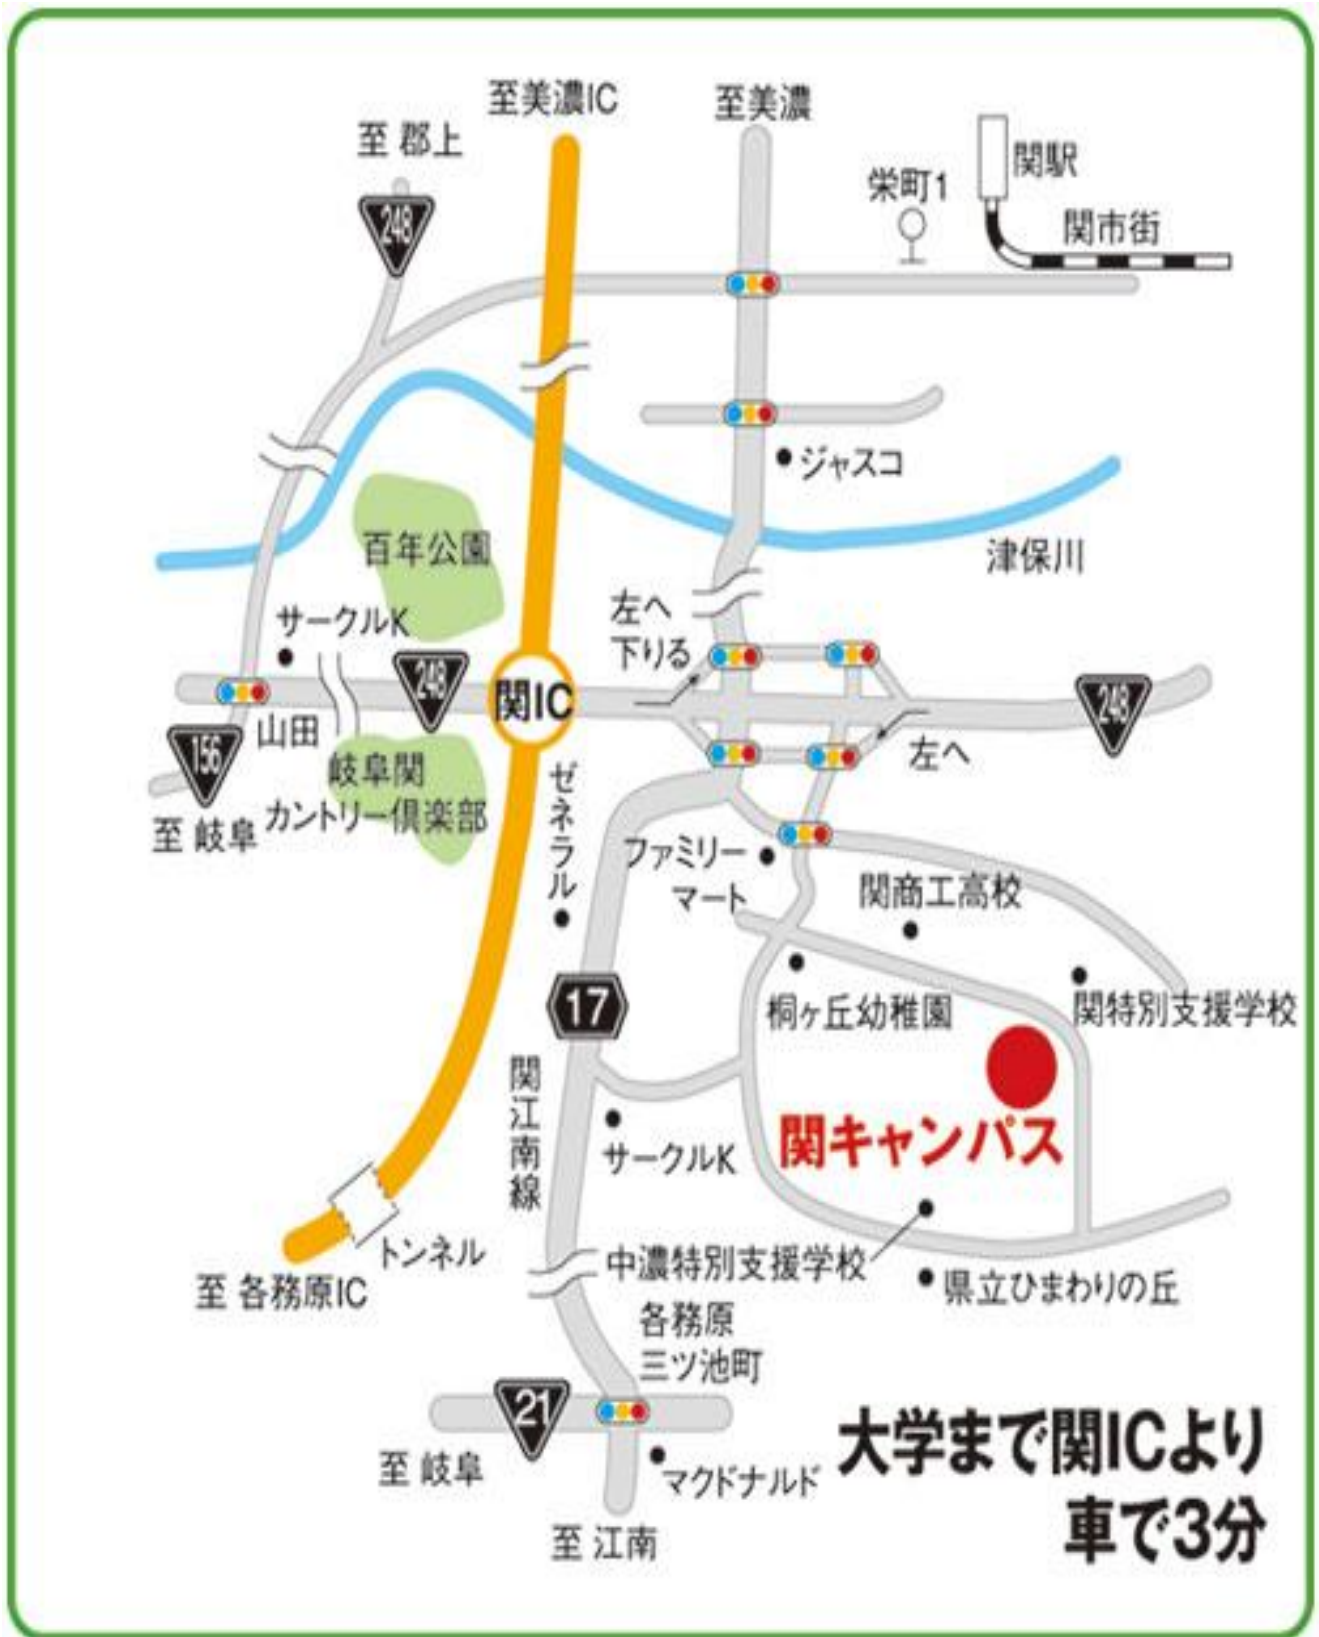 至美濃IC
至美濃
至 郡上
関駅
栄町1
関市街
248
ジャスコ
百年公園
津保川
サークルK
左へ
下りる
248
関IC
248
山田
156
左へ
岐阜関
カントリー倶楽部
至 岐阜
ゼネラル
ファミリー
マート
関商工高校
17
桐ヶ丘幼稚園
関特別支援学校
関江南線
関キャンパス
サークルK
トンネル
中濃特別支援学校
至 各務原IC
県立ひまわりの丘
各務原
三ツ池町
21
至 岐阜
マクドナルド
至 江南
大学まで関ICより
車で3分